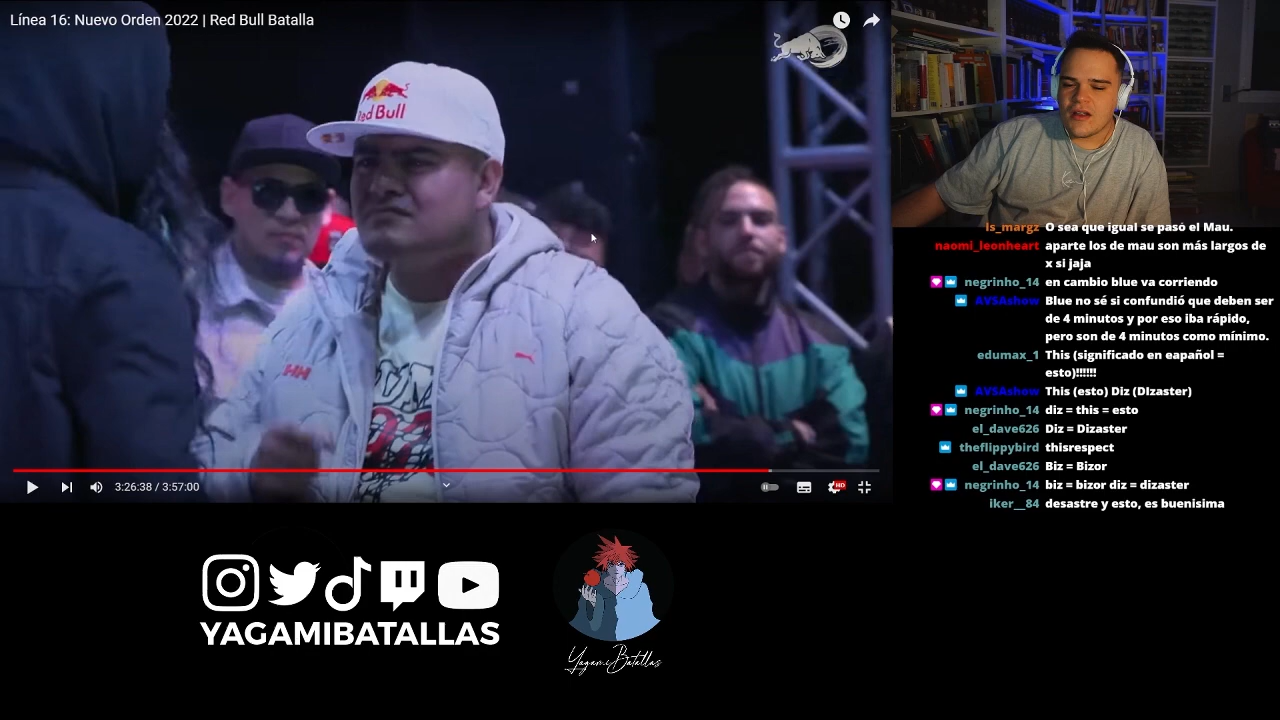 Línea 16: Nuevo Orden 2022 | Red Bull Batalla
Red Bull
3:26:38 / 3:57:00
HD
ls_margz O sea que igual se pasó el Mau.
naomi_leonheart aparte los de mau son más largos de
x si jaja
negrinho_14 en cambio blue va corriendo
AVSAshow Blue no sé si confundió que deben ser
de 4 minutos y por eso iba rápido,
pero son de 4 minutos como mínimo.
edumax_1 This (significado en eapañol =
esto)!!!!!!
AVSAshow This (esto) Diz (DIzaster)
negrinho_14 diz = this = esto
el_dave626 Diz = Dizaster
theflippybird thisrespect
el_dave626 Biz = Bizor
negrinho_14 biz = bizor diz = dizaster
iker__84 desastre y esto, es buenisima
YAGAMIBATALLAS
YagamiBatallas